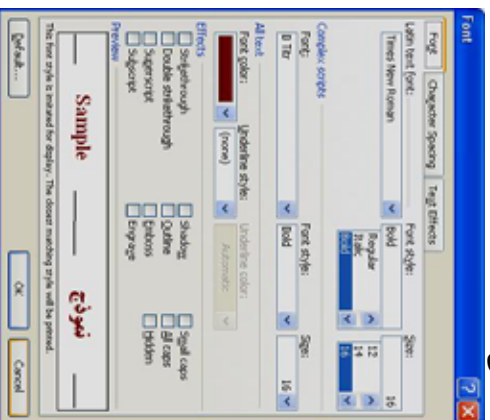 Font
Font Character Spacing Text Effects
Latin text font: Font style: Size:
Times New Roman Bold 16
Regular 12
Italic 14
Bold 16
Complex scripts
Font: Font style: Size:
B Titr Bold 16
All text
Font color: Underline style: Underline color:
(none) Automatic
Effects
Strikethrough Shadow Small caps
Double strikethrough Outline All caps
Superscript Emboss Hidden
Subscript Engrave
Preview
Sample نموذج
This font style is imitated for display. The closest matching style will be printed.
Default... OK Cancel